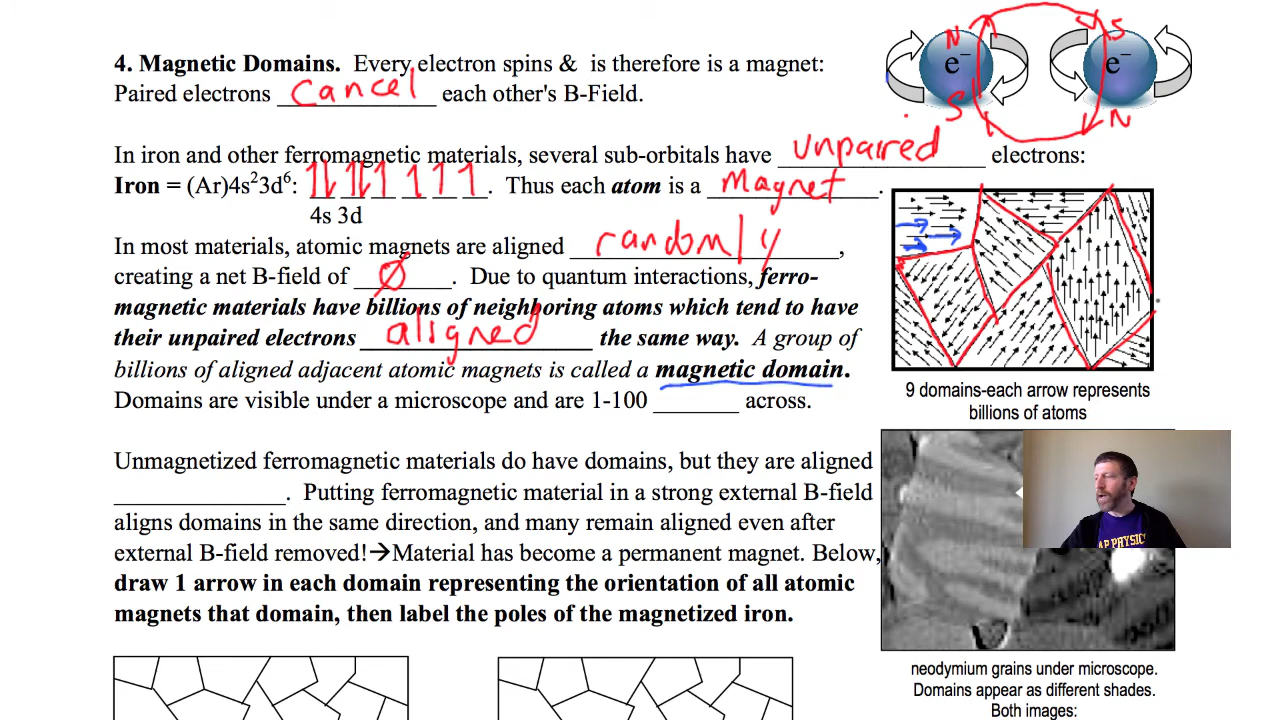 4. Magnetic Domains. Every electron spins & is therefore is a magnet:
Paired electrons cancel each other's B-Field.
In iron and other ferromagnetic materials, several sub-orbitals have unpaired electrons:
Iron = (Ar)4s²3d⁶: ______. Thus each atom is a magnet.
4s 3d
In most materials, atomic magnets are aligned randomly,
creating a net B-field of 0. Due to quantum interactions, ferro-
magnetic materials have billions of neighboring atoms which tend to have
their unpaired electrons aligned the same way. A group of
billions of aligned adjacent atomic magnets is called a magnetic domain.
Domains are visible under a microscope and are 1-100 _______ across.
Unmagnetized ferromagnetic materials do have domains, but they are aligned
______________. Putting ferromagnetic material in a strong external B-field
aligns domains in the same direction, and many remain aligned even after
external B-field removed!→Material has become a permanent magnet. Below,
draw 1 arrow in each domain representing the orientation of all atomic
magnets that domain, then label the poles of the magnetized iron.
N S
e⁻ e⁻
S N
9 domains-each arrow represents
billions of atoms
AP PHYSIC
neodymium grains under microscope.
Domains appear as different shades.
Both images: